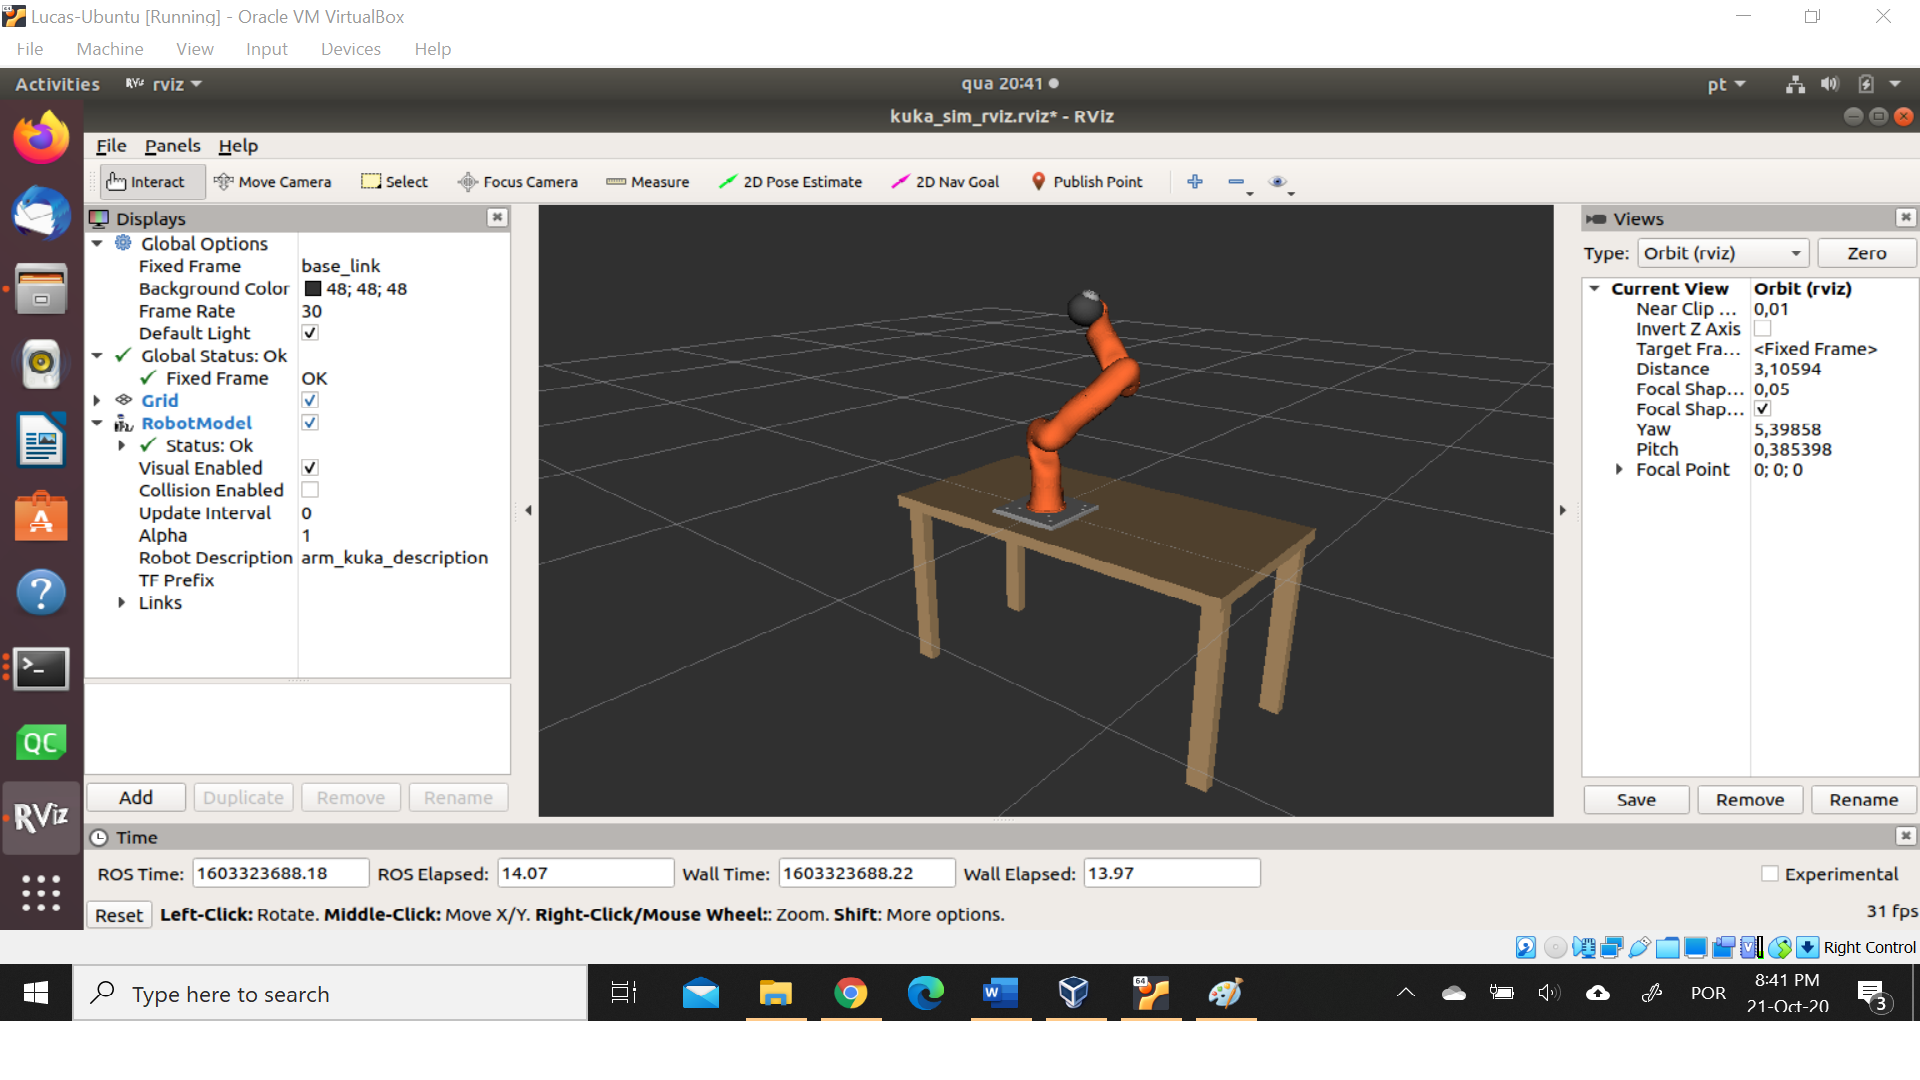 Lucas-Ubuntu [Running] - Oracle VM VirtualBox
File Machine View Input Devices Help
Activities RViz rviz qua 20:41 pt
kuka_sim_rviz.rviz* - RViz
File Panels Help
Interact Move Camera Select Focus Camera Measure 2D Pose Estimate 2D Nav Goal Publish Point
Displays
Global Options
Fixed Frame base_link
Background Color 48; 48; 48
Frame Rate 30
Default Light
Global Status: Ok
Fixed Frame OK
Grid
RobotModel
Status: Ok
Visual Enabled
Collision Enabled
Update Interval 0
Alpha 1
Robot Description arm_kuka_description
TF Prefix
Links
Add Duplicate Remove Rename
Views
Type: Orbit (rviz) Zero
Current View Orbit (rviz)
Near Clip ... 0,01
Invert Z Axis
Target Fra... <Fixed Frame>
Distance 3,10594
Focal Shap... 0,05
Focal Shap...
Yaw 5,39858
Pitch 0,385398
Focal Point 0; 0; 0
Save Remove Rename
QC
RViz
Time
ROS Time: 1603323688.18 ROS Elapsed: 14.07 Wall Time: 1603323688.22 Wall Elapsed: 13.97 Experimental
Reset Left-Click: Rotate. Middle-Click: Move X/Y. Right-Click/Mouse Wheel:: Zoom. Shift: More options. 31 fps
Right Control
Type here to search
W
64
POR
8:41 PM
21-Oct-20
3